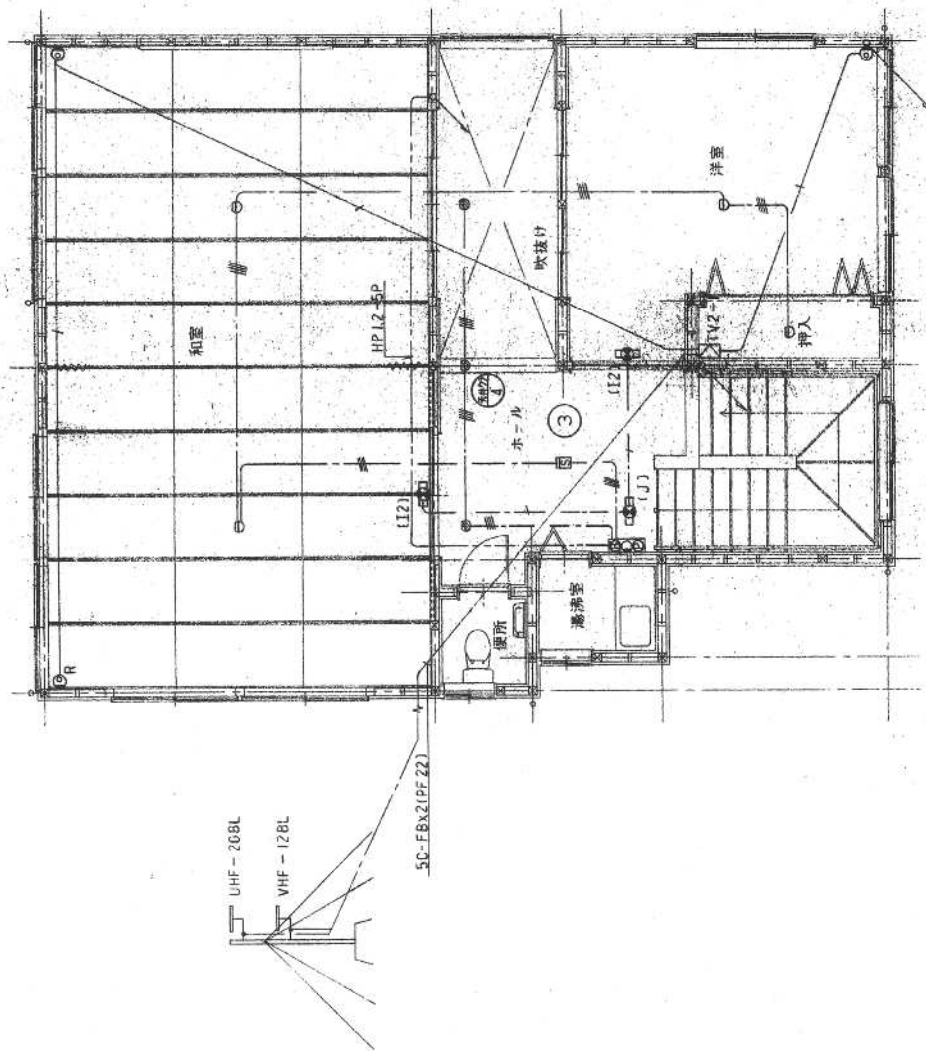 和室
HP1.2-5P
吹抜け
洋室
押入
ホール
3
4
(I2)
(I2)
(J)
S
便所
湯沸室
R
5C-FBx2(PF22)
UHF-20BL
VHF-12BL